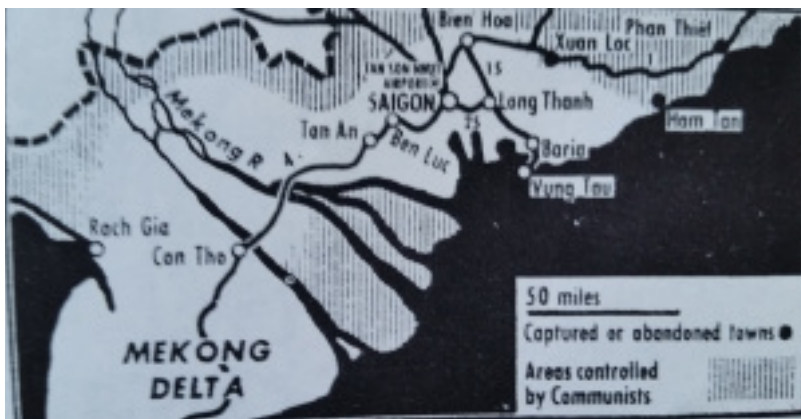 Bien Hoa
Phan Thiet
Xuan Loc
1
TAN SON NHUT
AIRPORT
15
SAIGON
Long Thanh
Ham Tan
Mekong R
Tan An
Ben Luc
25
Baria
4
Vung Tau
Rach Gia
Can Tho
50 miles
Captured or abandoned towns
MEKONG
DELTA
Areas controlled
by Communists